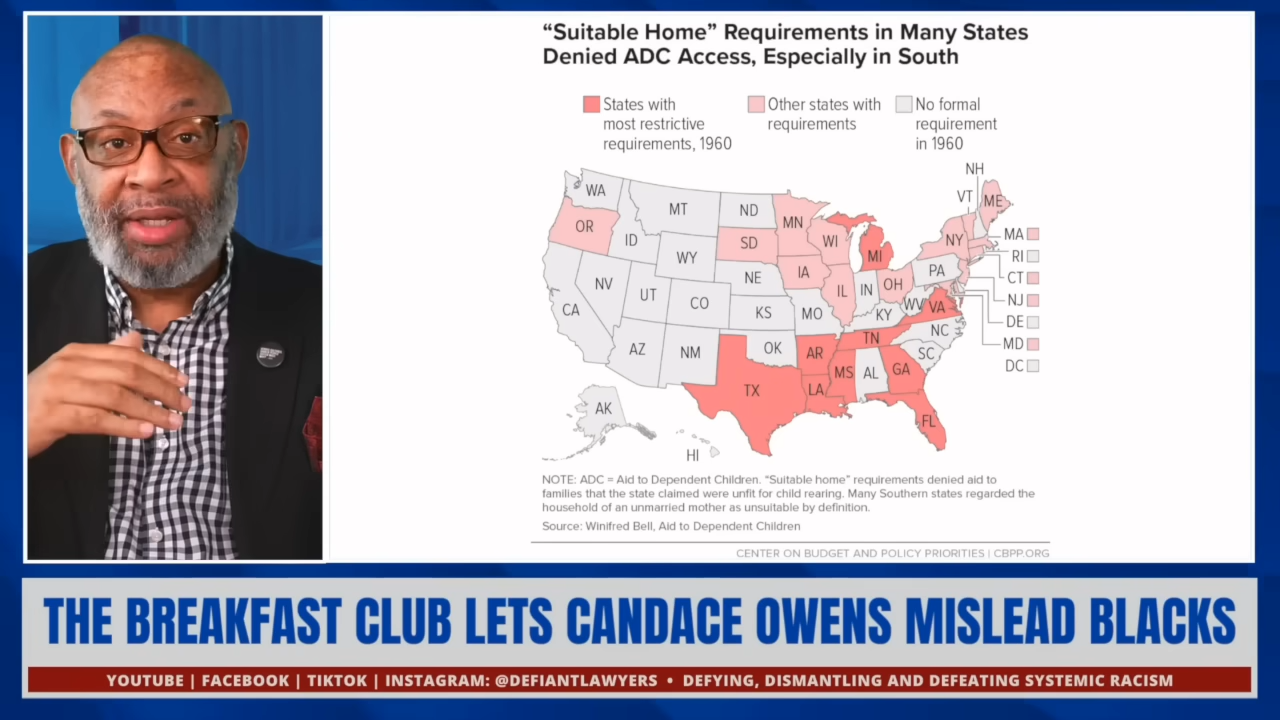 “Suitable Home” Requirements in Many States
Denied ADC Access, Especially in South
States with
most restrictive
requirements, 1960
Other states with
requirements
No formal
requirement
in 1960
NH
WA
VT
ME
MT
ND
MN
OR
ID
SD
WI
NY
MA
MI
RI
WY
IA
PA
CT
NE
IL
IN
OH
NJ
NV
UT
CO
WV
VA
DE
CA
KS
MO
KY
NC
MD
TN
AZ
NM
OK
AR
SC
DC
MS
AL
GA
TX
LA
AK
FL
HI
NOTE: ADC = Aid to Dependent Children. “Suitable home” requirements denied aid to
families that the state claimed were unfit for child rearing. Many Southern states regarded the
household of an unmarried mother as unsuitable by definition.
Source: Winifred Bell, Aid to Dependent Children
CENTER ON BUDGET AND POLICY PRIORITIES | CBPP.ORG
THE BREAKFAST CLUB LETS CANDACE OWENS MISLEAD BLACKS
YOUTUBE | FACEBOOK | TIKTOK | INSTAGRAM: @DEFIANTLAWYERS • DEFYING, DISMANTLING AND DEFEATING SYSTEMIC RACISM